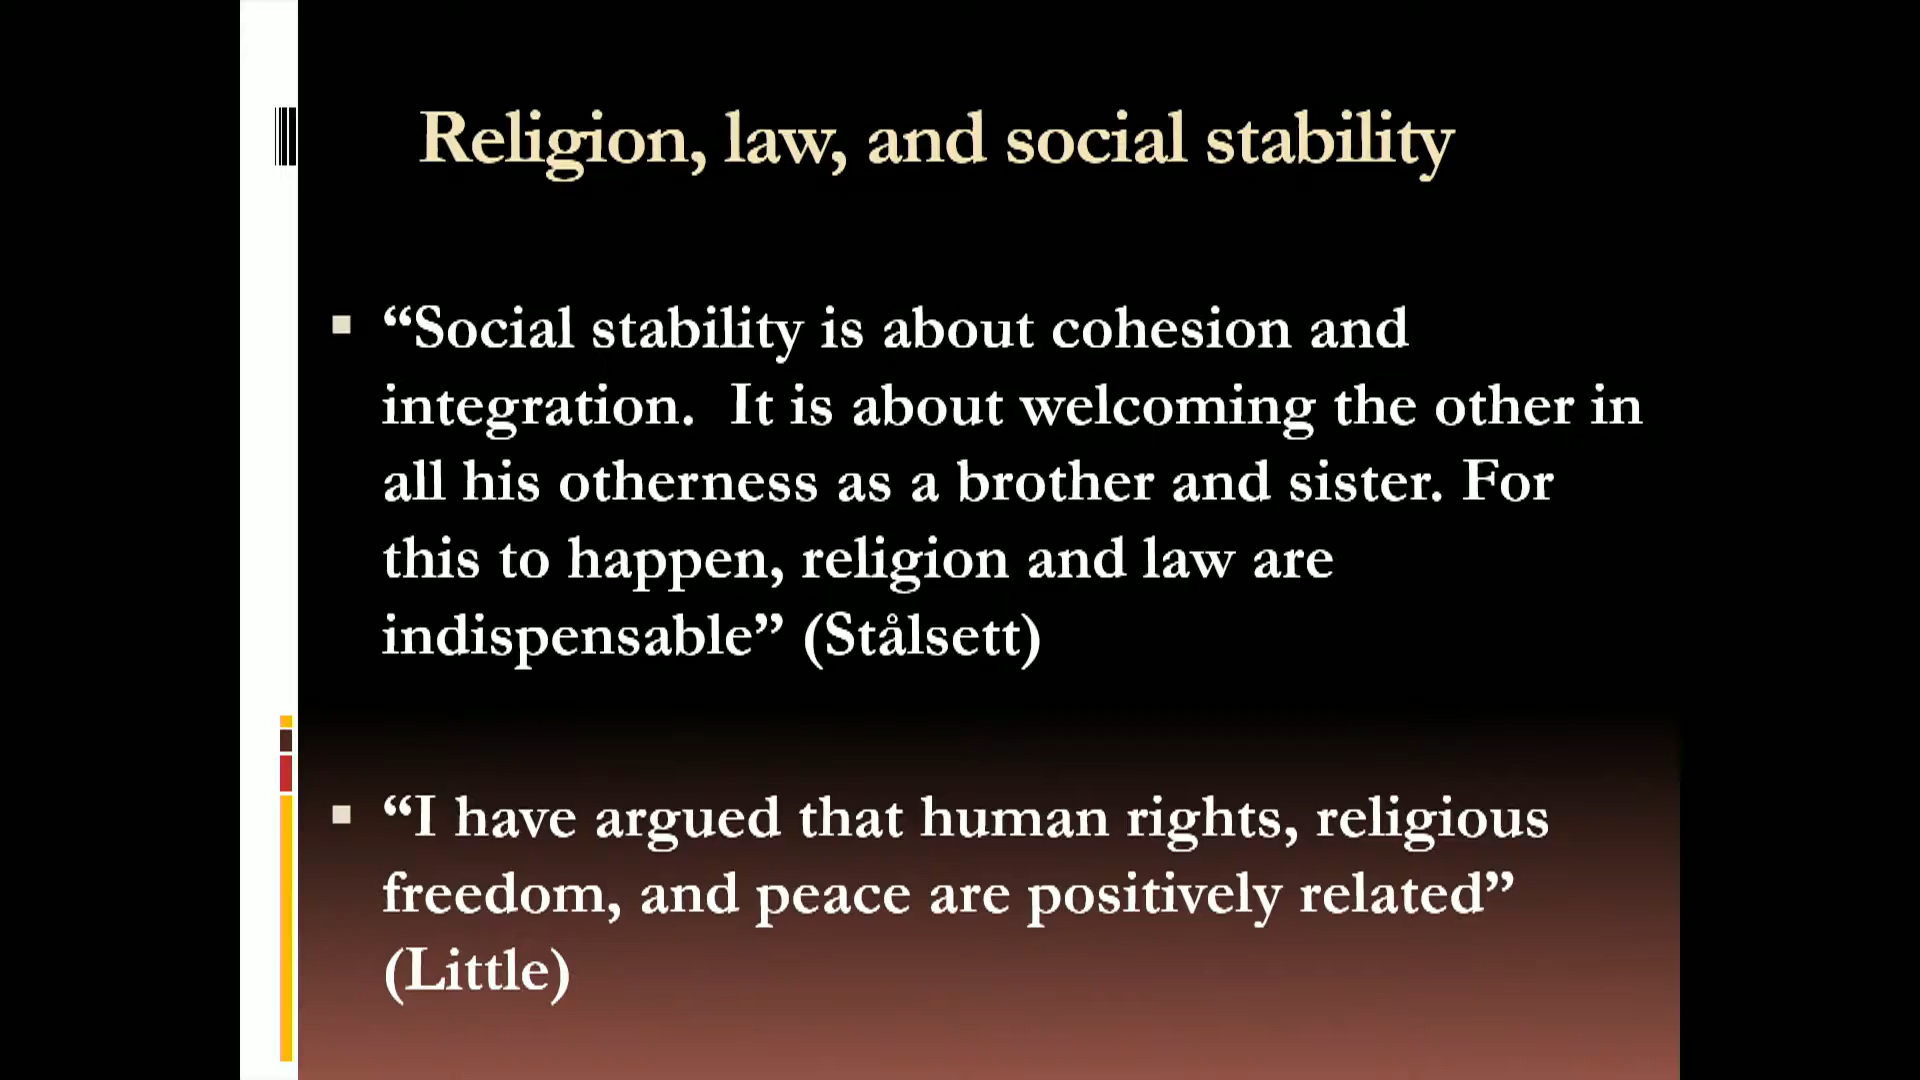 Religion, law, and social stability
“Social stability is about cohesion and
integration.  It is about welcoming the other in
all his otherness as a brother and sister. For
this to happen, religion and law are
indispensable” (Stålsett)
“I have argued that human rights, religious
freedom, and peace are positively related”
(Little)